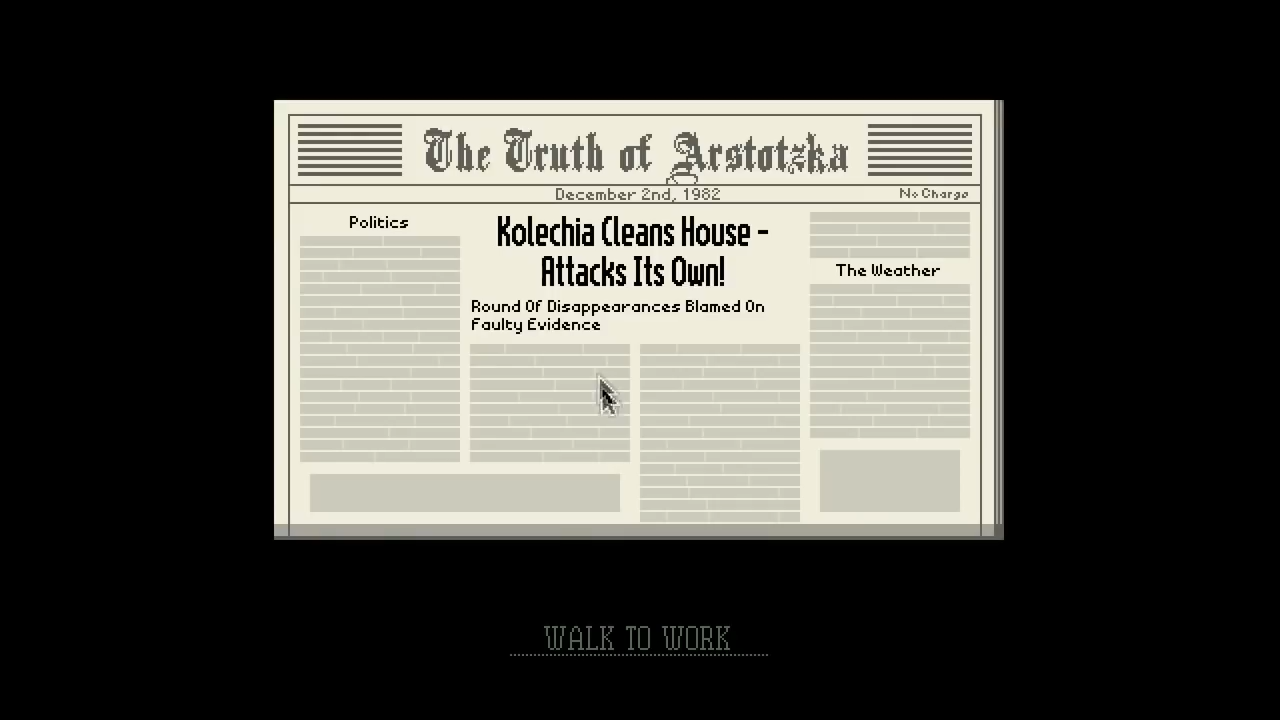 The Truth of Arstotzka
December 2nd, 1982
No Charge
Politics
Kolechia Cleans House -
Attacks Its Own!
Round Of Disappearances Blamed On
Faulty Evidence
The Weather
WALK TO WORK